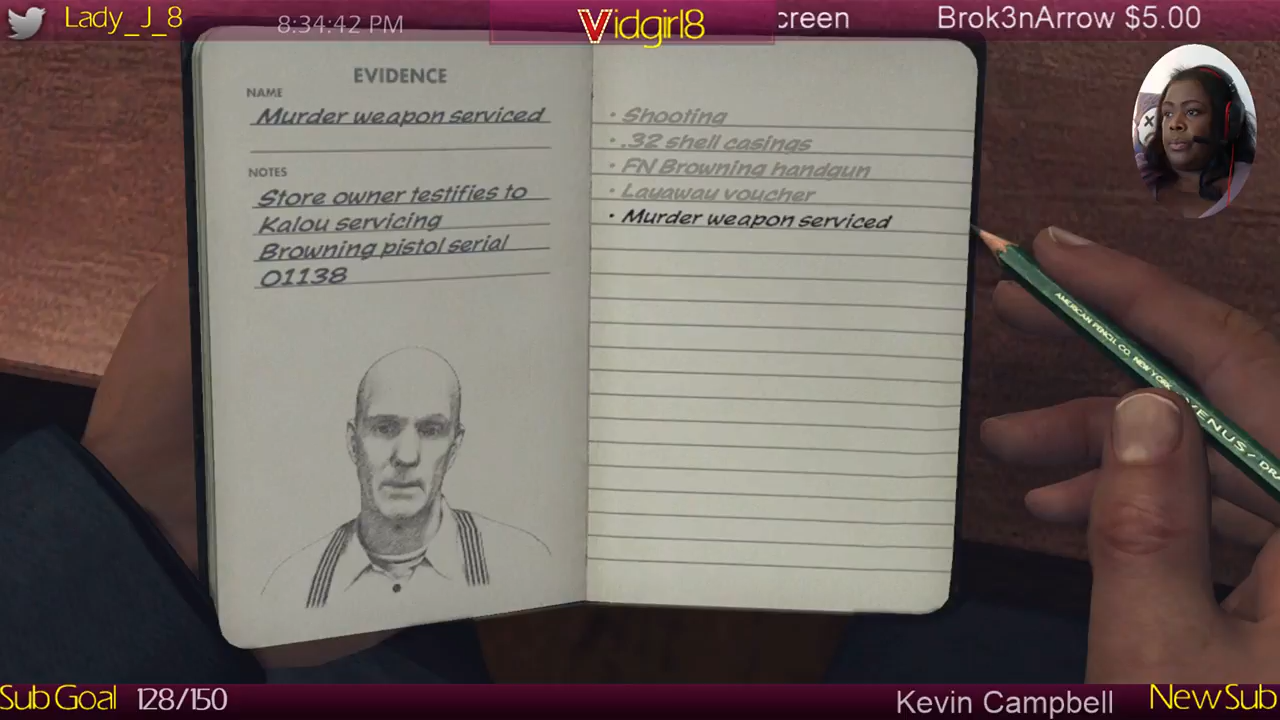 Lady_J_8
8:34:42 PM
Vidgirl8
creen
Brok3nArrow $5.00
EVIDENCE
NAME
Murder weapon serviced
NOTES
Store owner testifies to
Kalou servicing
Browning pistol serial
01138
• Shooting
• .32 shell casings
• FN Browning handgun
• Layaway voucher
• Murder weapon serviced
AMERICAN PENCIL CO. NEW YORK
VENUS/DRA
Sub Goal 128/150
Kevin Campbell
New Sub